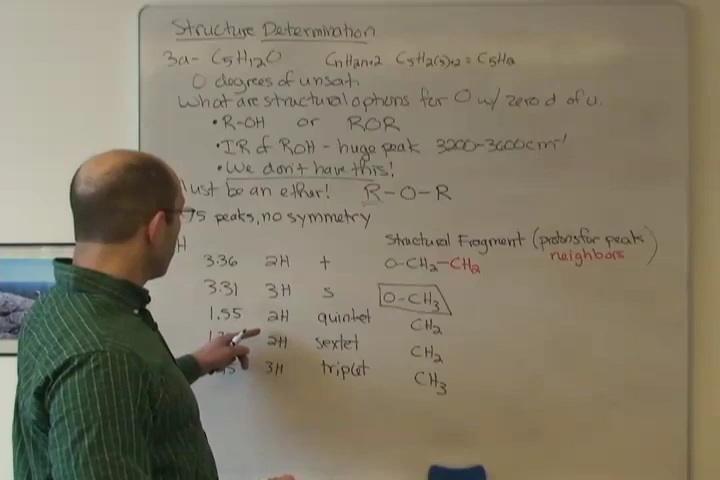 Structure Determination
3a- C5H12O CnH2n+2 C5H2(5)+2 = C5H12
0 degrees of unsat.
What are structural options for O w/ zero d of u.
• R-OH or ROR
• IR of ROH - huge peak 3200-3600cm-1
• We don't have this!
ust be an ether! R-O-R
5 peaks, no symmetry
H Structural Fragment (protons for peak)
neighbors
3.36 2H t O-CH2-CH2
3.31 3H s O-CH3
1.55 2H quintet CH2
2H sextet CH2
3H triplet CH3